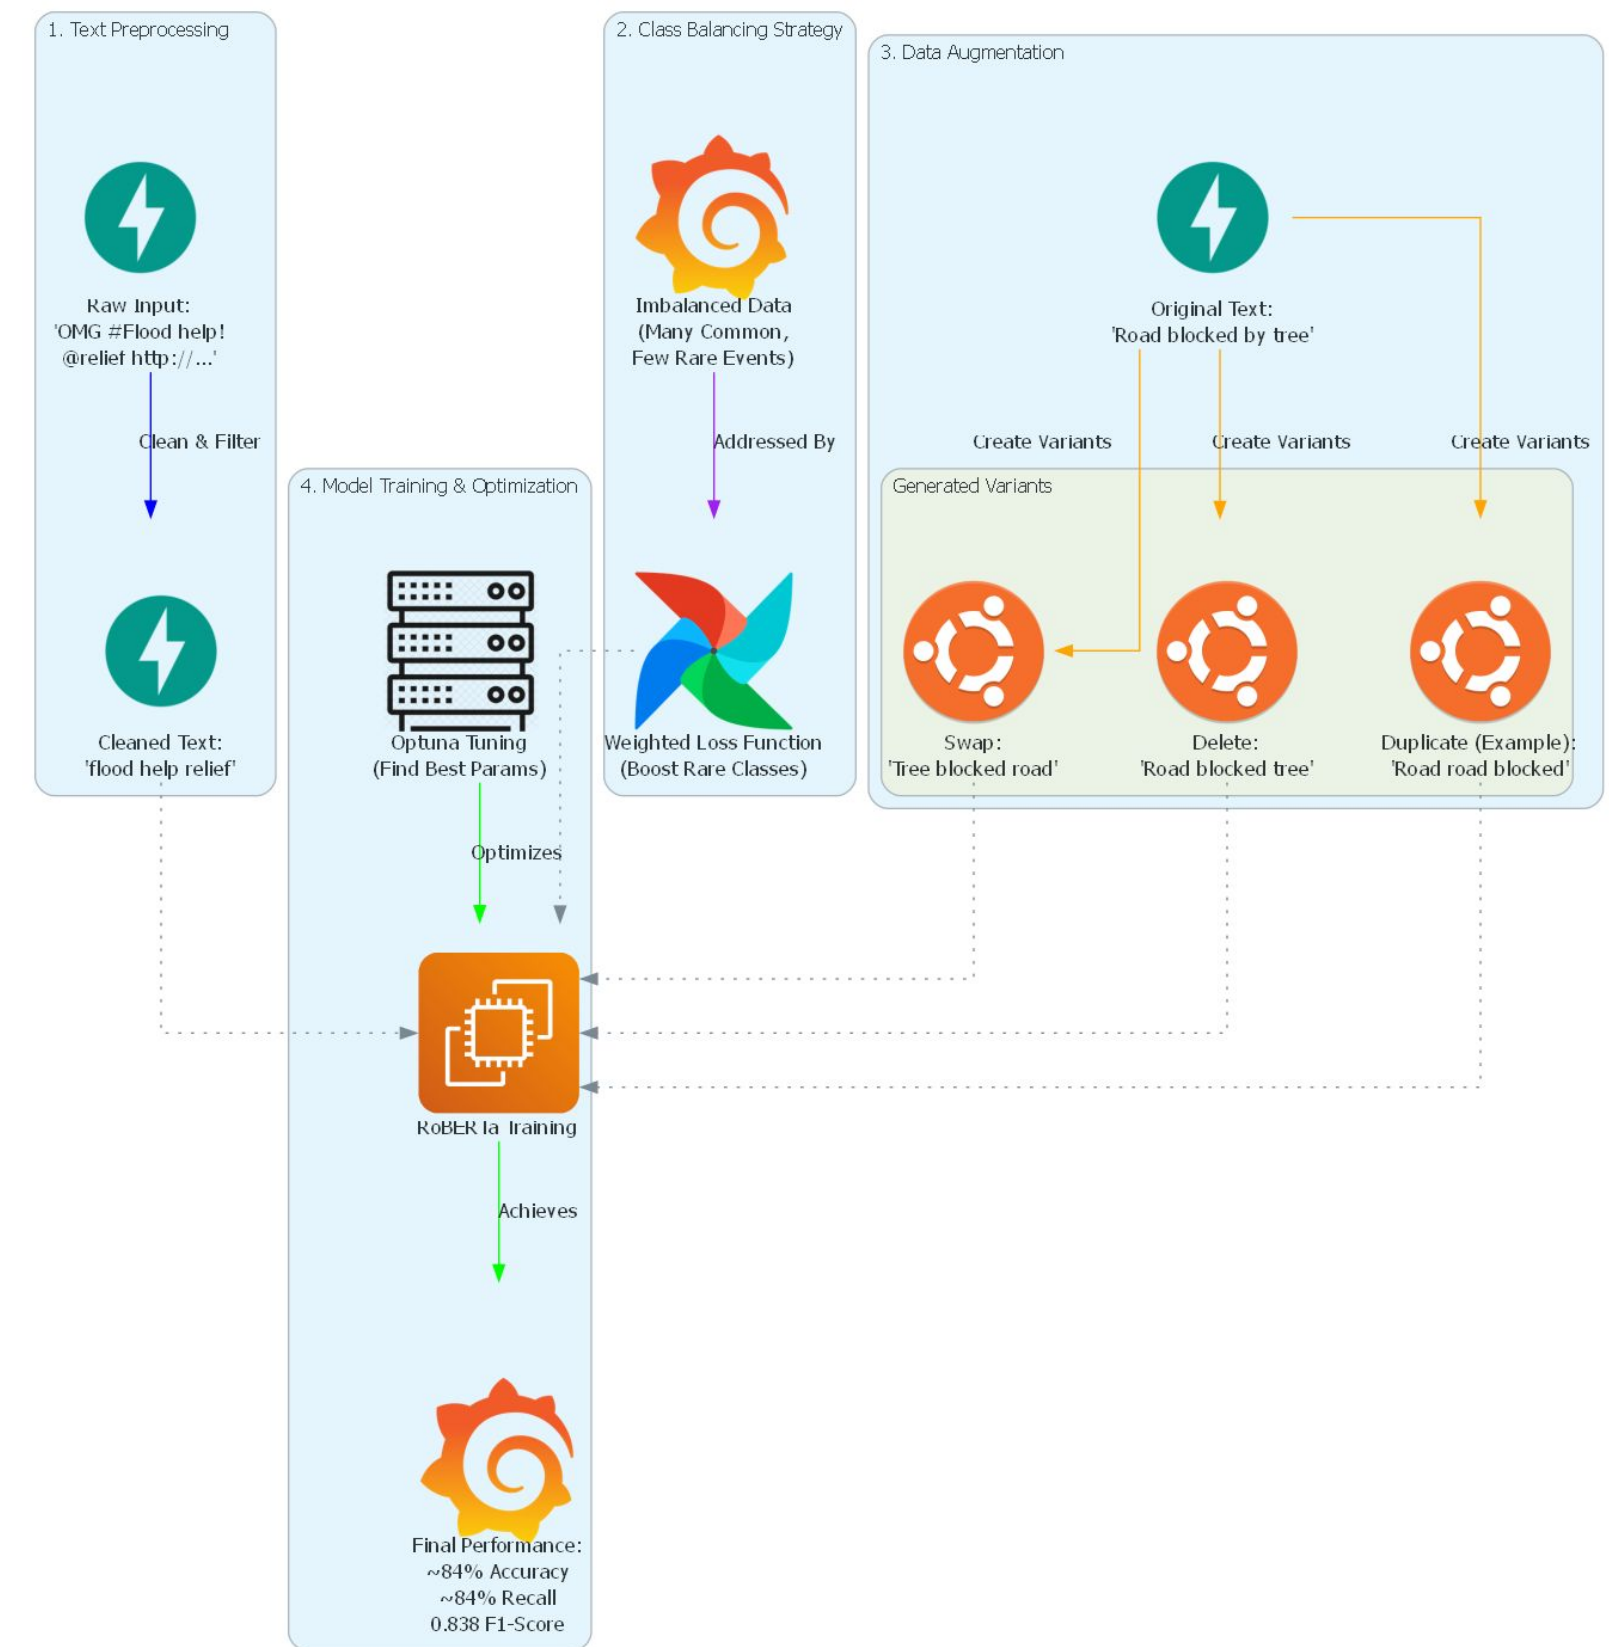 1. Text Preprocessing
Raw Input:
'OMG #Flood help!
@relief http://...'
Clean & Filter
Cleaned Text:
'flood help relief'
2. Class Balancing Strategy
Imbalanced Data
(Many Common,
Few Rare Events)
Addressed By
Weighted Loss Function
(Boost Rare Classes)
3. Data Augmentation
Original Text:
'Road blocked by tree'
Create Variants
Create Variants
Create Variants
Generated Variants
Swap:
'Tree blocked road'
Delete:
'Road blocked tree'
Duplicate (Example):
'Road road blocked'
4. Model Training & Optimization
Optuna Tuning
(Find Best Params)
Optimizes
RoBERTa Training
Achieves
Final Performance:
~84% Accuracy
~84% Recall
0.838 F1-Score